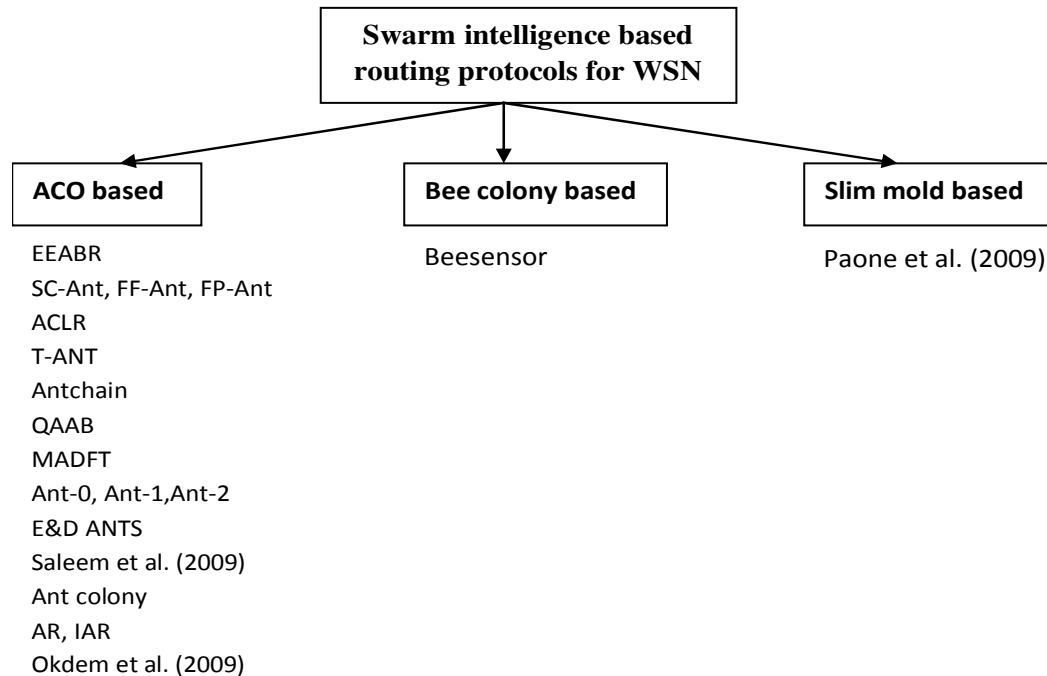 Swarm intelligence based
routing protocols for WSN
ACO based
EEABR
SC-Ant, FF-Ant, FP-Ant
ACLR
T-ANT
Antchain
QAAB
MADFT
Ant-0, Ant-1,Ant-2
E&D ANTS
Saleem et al. (2009)
Ant colony
AR, IAR
Okdem et al. (2009)
Bee colony based
Beesensor
Slim mold based
Paone et al. (2009)